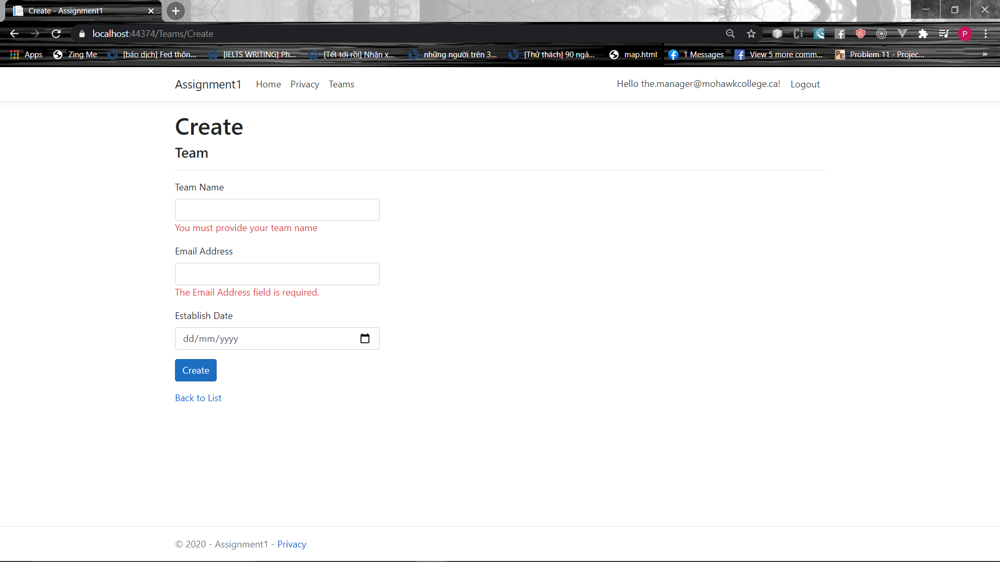 Create - Assignment1
localhost:44374/Teams/Create
P
Apps Zing Me [báo dịch] Fed thôn... [IELTS WRITING] Ph... [Tết tới rồi] Nhận x... những người trên 3... [Thử thách] 90 ngà... map.html 1 Messages View 5 more comm... PE Problem 11 - Projec... »
Assignment1 Home Privacy Teams Hello the.manager@mohawkcollege.ca! Logout
Create
Team
Team Name
You must provide your team name
Email Address
The Email Address field is required.
Establish Date
dd/mm/yyyy
Create
Back to List
© 2020 - Assignment1 - Privacy